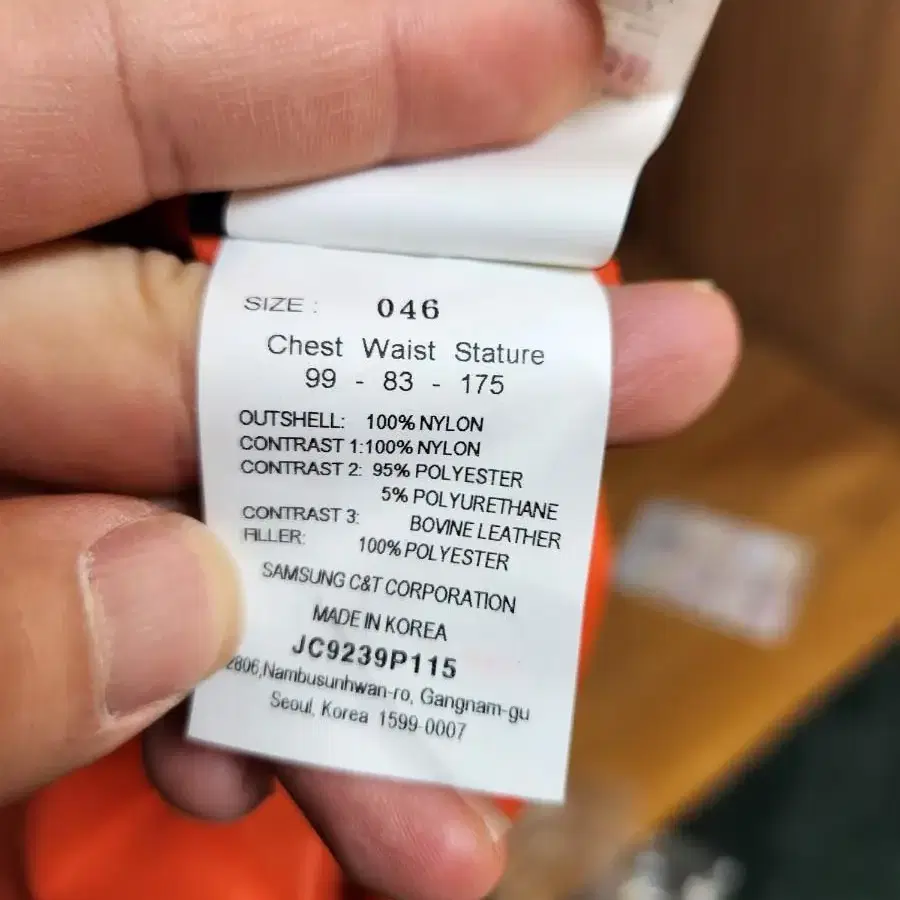 SIZE : 046
Chest Waist Stature
99 - 83 - 175
OUTSHELL: 100% NYLON
CONTRAST 1:100% NYLON
CONTRAST 2: 95% POLYESTER
5% POLYURETHANE
CONTRAST 3: BOVINE LEATHER
FILLER: 100% POLYESTER
SAMSUNG C&T CORPORATION
MADE IN KOREA
JC9239P115
2806,Nambusunhwan-ro, Gangnam-gu
Seoul, Korea 1599-0007